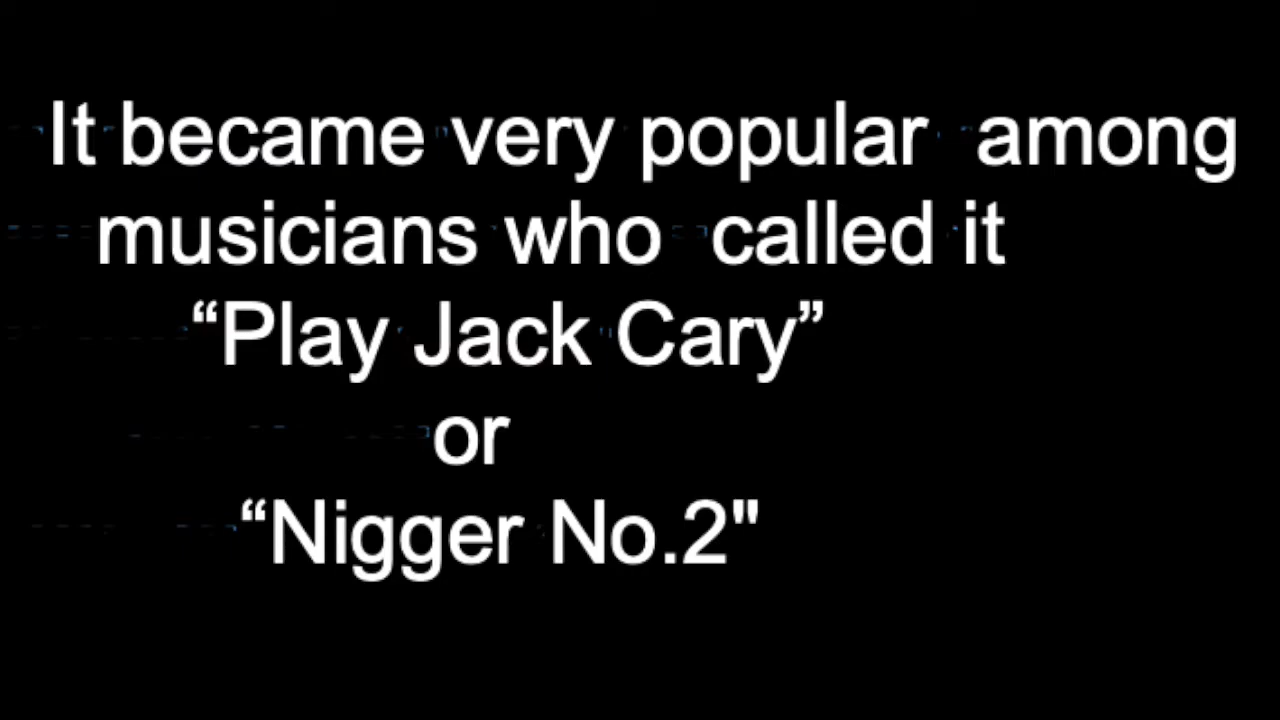 It became very popular  among
musicians who  called it
“Play Jack Cary”
or
“Nigger No.2"